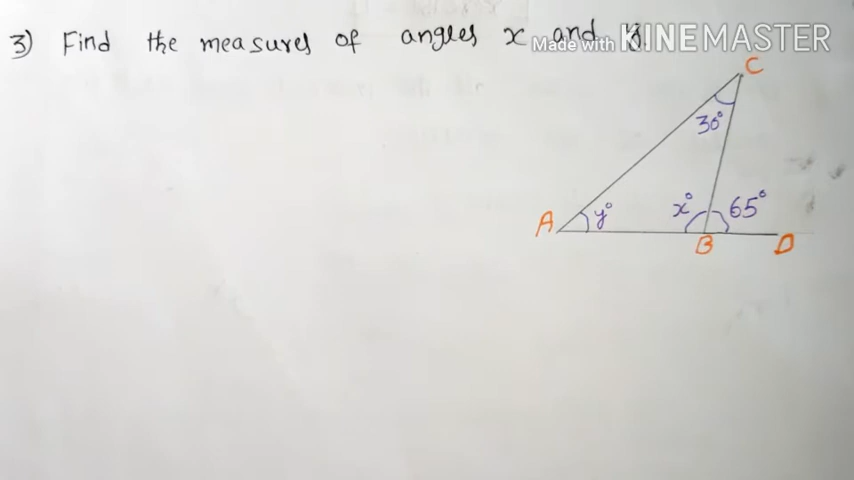 3) Find the measures of angles x and y.
Made with KINEMASTER
C
30°
A y° x° 65°
B D